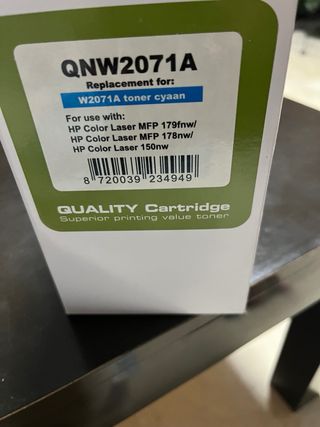 QNW2071A
Replacement for:
W2071A toner cyaan
For use with:
HP Color Laser MFP 179fnw/
HP Color Laser MFP 178nw/
HP Color Laser 150nw
8 720039 234949
QUALITY Cartridge
Superior printing value toner